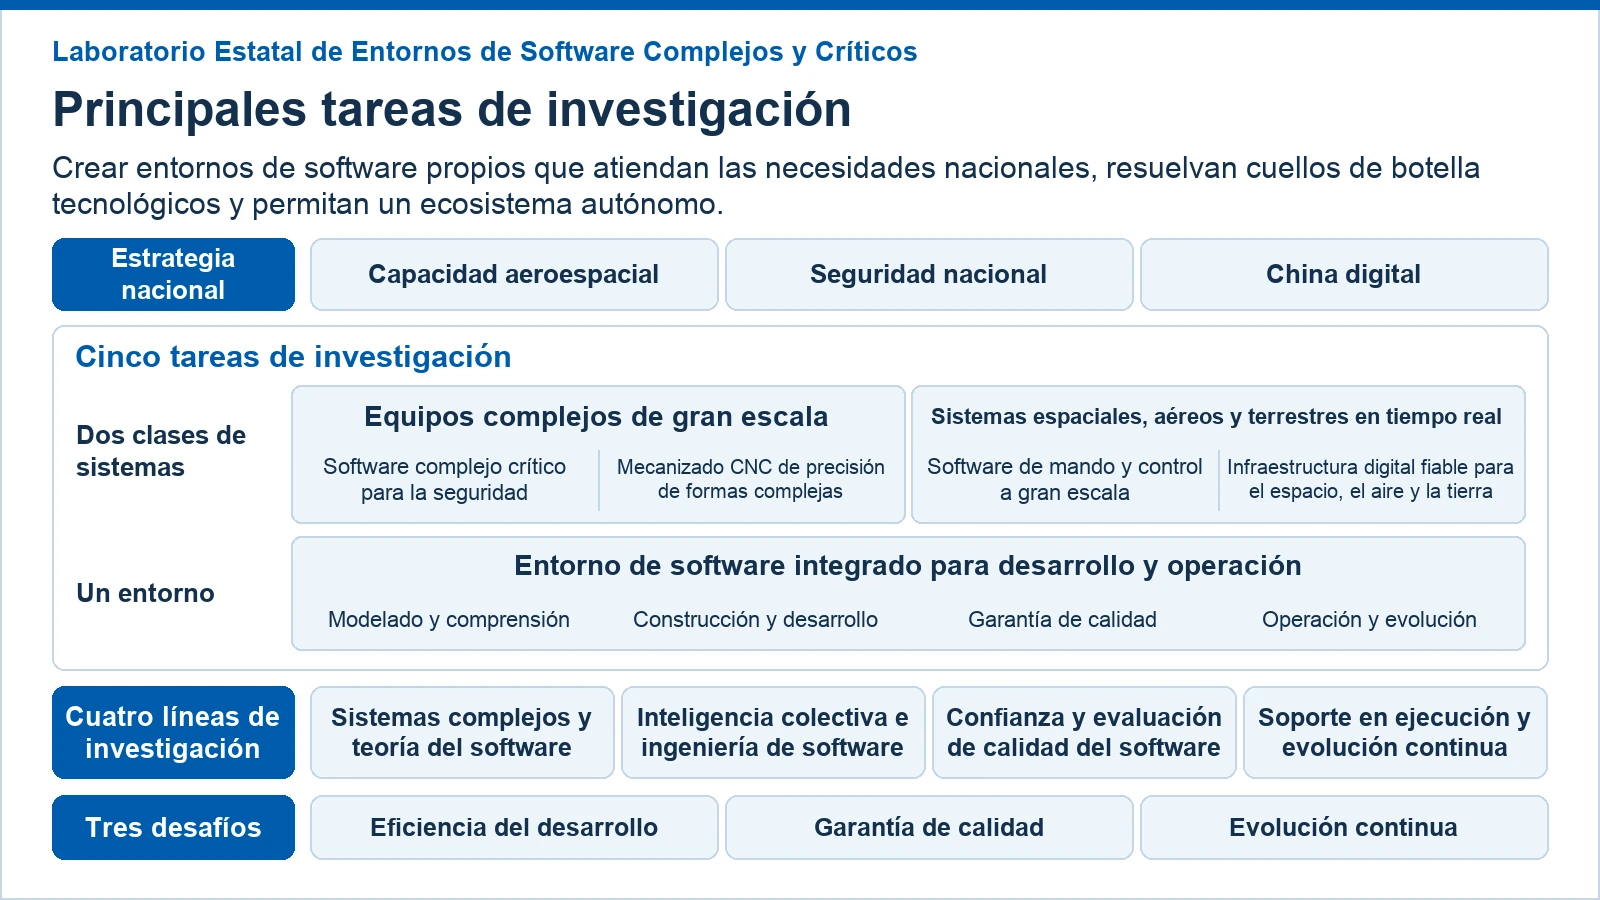 Laboratorio Estatal de Entornos de Software Complejos y Críticos
Principales tareas de investigación
Crear entornos de software propios que atiendan las necesidades nacionales, resuelvan cuellos de botella
tecnológicos y permitan un ecosistema autónomo.
Estrategia
nacional
Capacidad aeroespacial
Seguridad nacional
China digital
Cinco tareas de investigación
Dos clases de
sistemas
Equipos complejos de gran escala
Software complejo crítico
para la seguridad
Mecanizado CNC de precisión
de formas complejas
Sistemas espaciales, aéreos y terrestres en tiempo real
Software de mando y control
a gran escala
Infraestructura digital fiable para
el espacio, el aire y la tierra
Un entorno
Entorno de software integrado para desarrollo y operación
Modelado y comprensión
Construcción y desarrollo
Garantía de calidad
Operación y evolución
Cuatro líneas de
investigación
Sistemas complejos y
teoría del software
Inteligencia colectiva e
ingeniería de software
Confianza y evaluación
de calidad del software
Soporte en ejecución y
evolución continua
Tres desafíos
Eficiencia del desarrollo
Garantía de calidad
Evolución continua